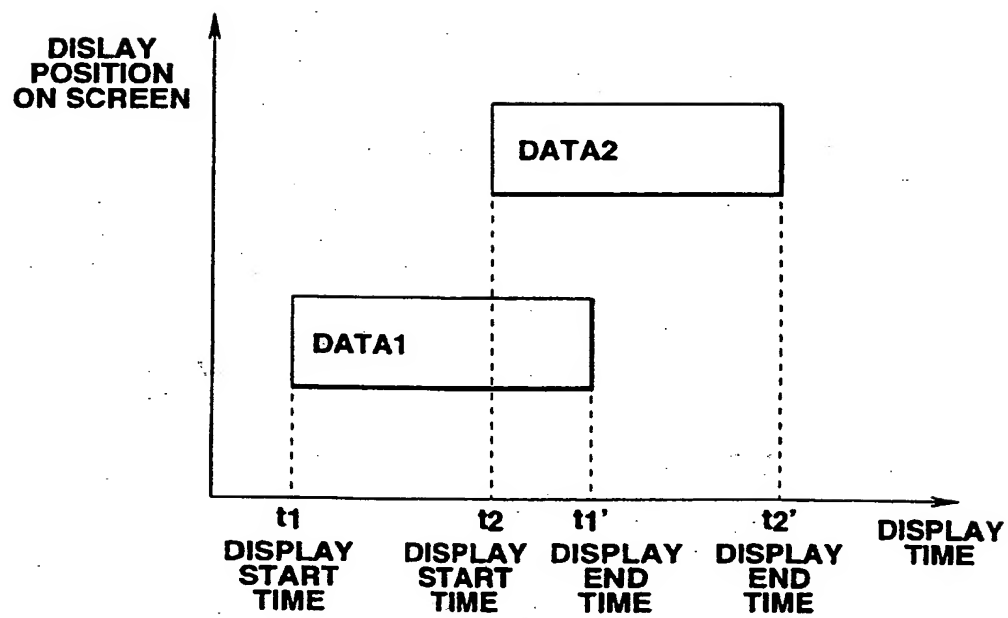 DISLAY
POSITION
ON SCREEN
DATA2
DATA1
t1
DISPLAY
START
TIME
t2
DISPLAY
START
TIME
t1'
DISPLAY
END
TIME
t2'
DISPLAY
END
TIME
DISPLAY
TIME